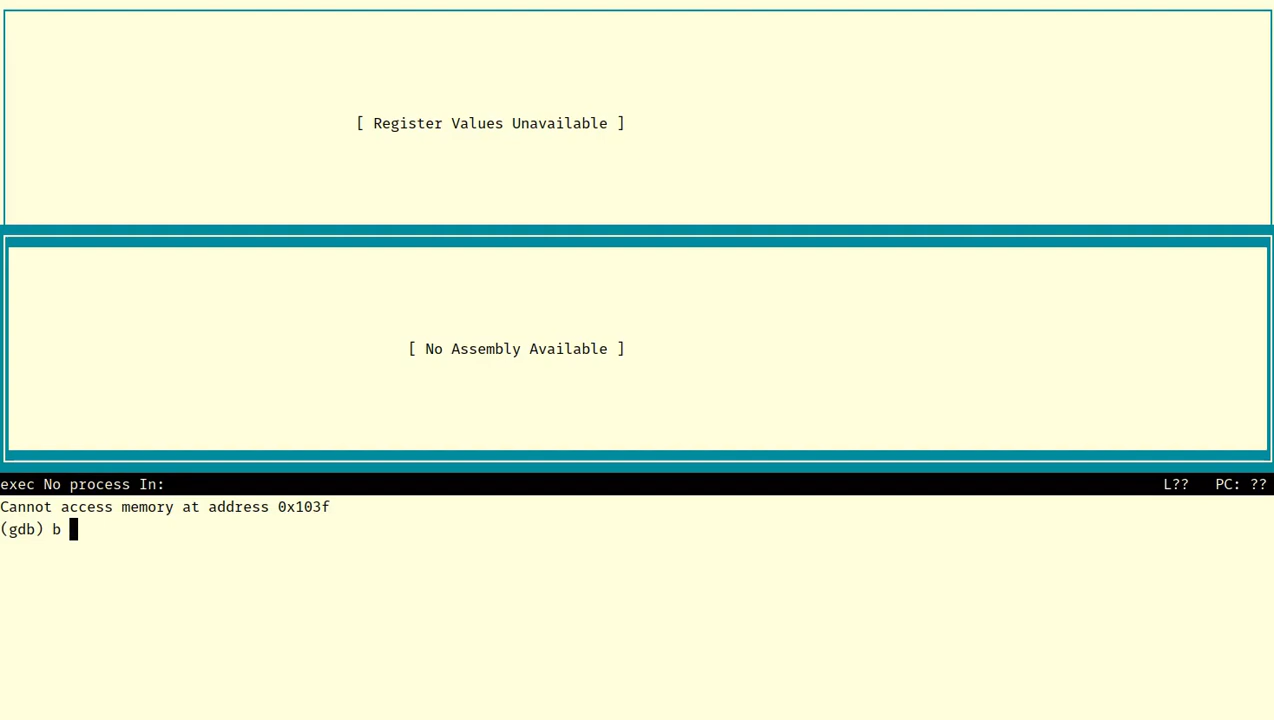 [ Register Values Unavailable ]
[ No Assembly Available ]
exec No process In: L?? PC: ??
Cannot access memory at address 0x103f
(gdb) b